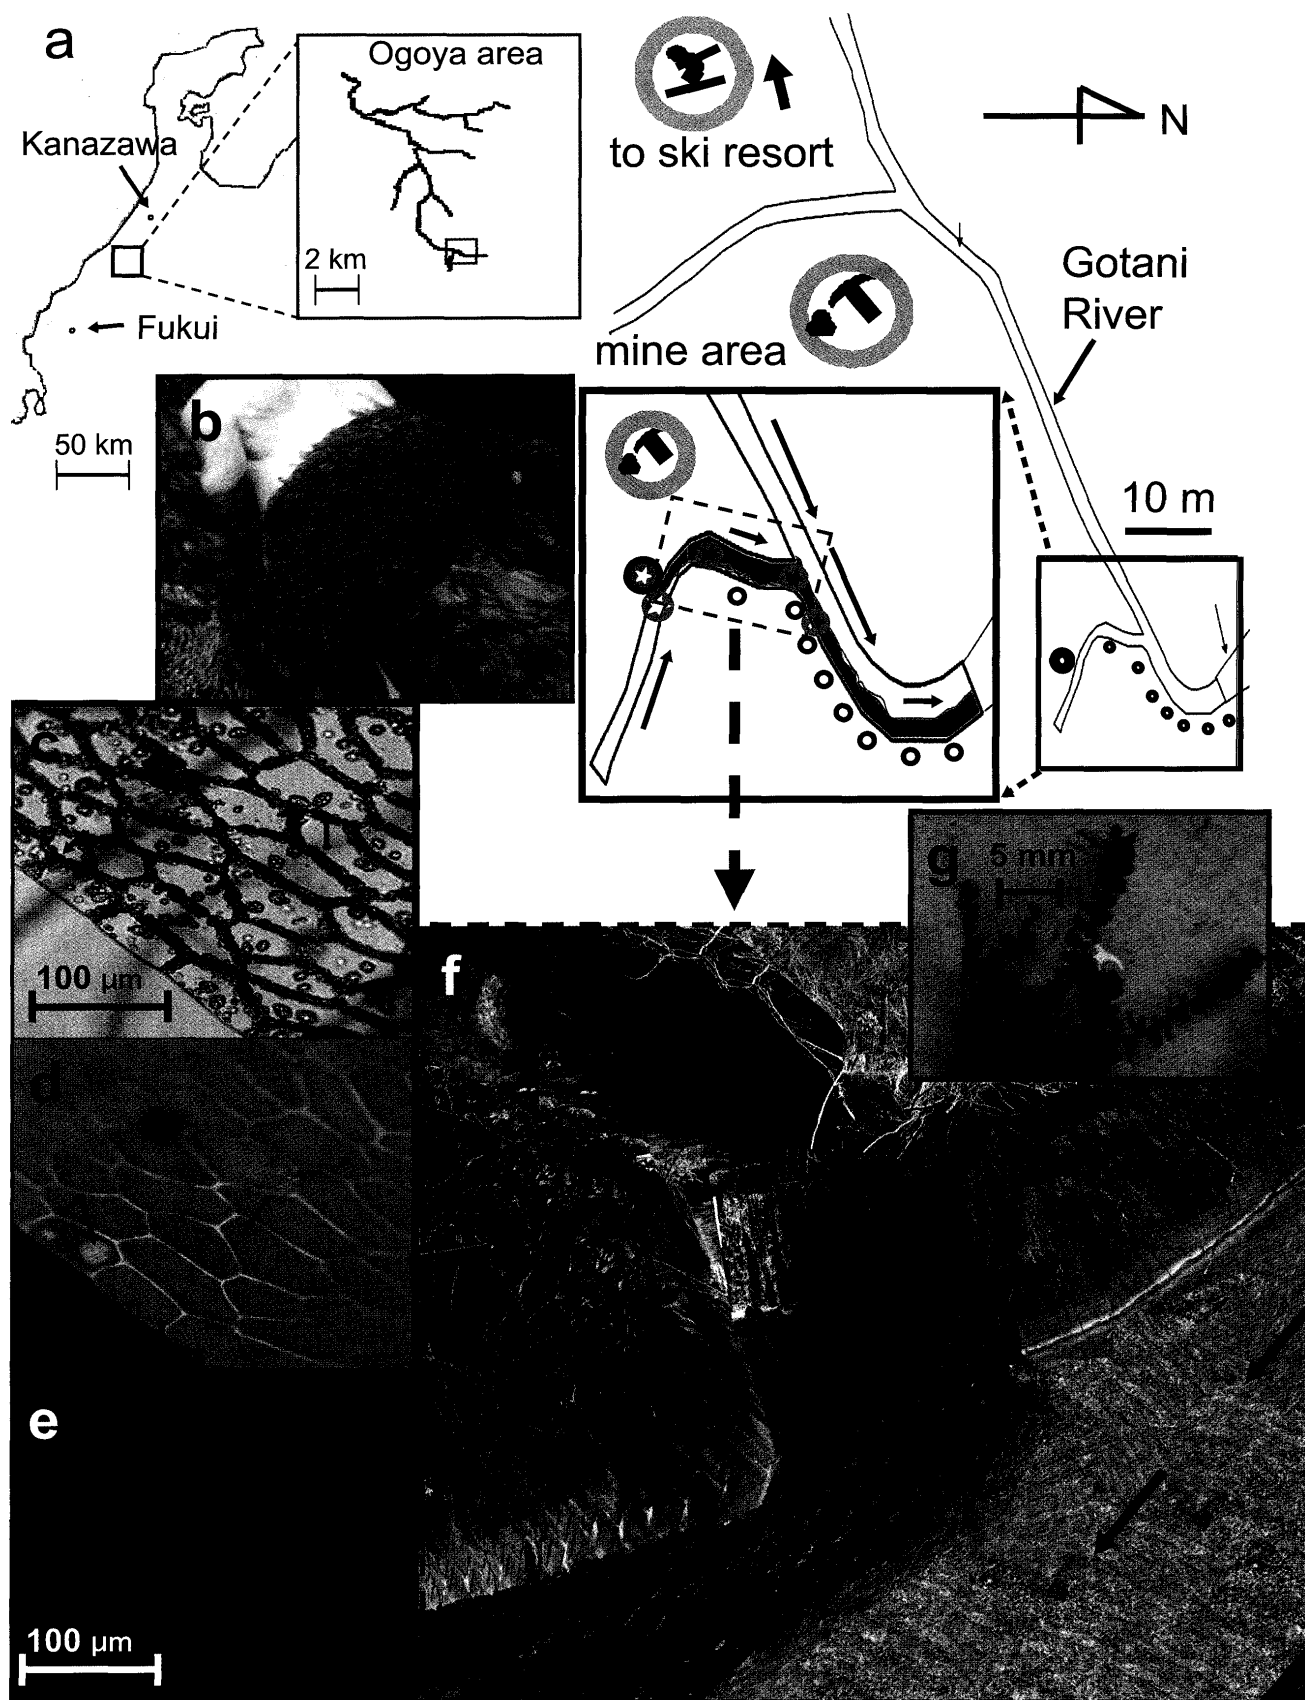 a
Ogoya area
Kanazawa
2 km
Fukui
50 km
to ski resort
N
Gotani
River
mine area
10 m
b
c
100 µm
d
e
100 µm
f
g
5 mm